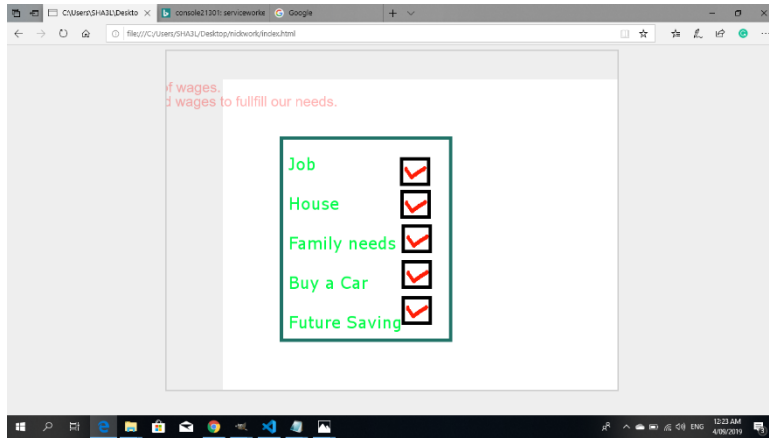 C:\Users\SHA3L\Deskto
console21301: serviceworke
Google
file:///C:/Users/SHA3L/Desktop/nickwork/index.html
of wages.
d wages to fullfill our needs.
Job
House
Family needs
Buy a Car
Future Saving
ENG
12:23 AM
4/09/2019